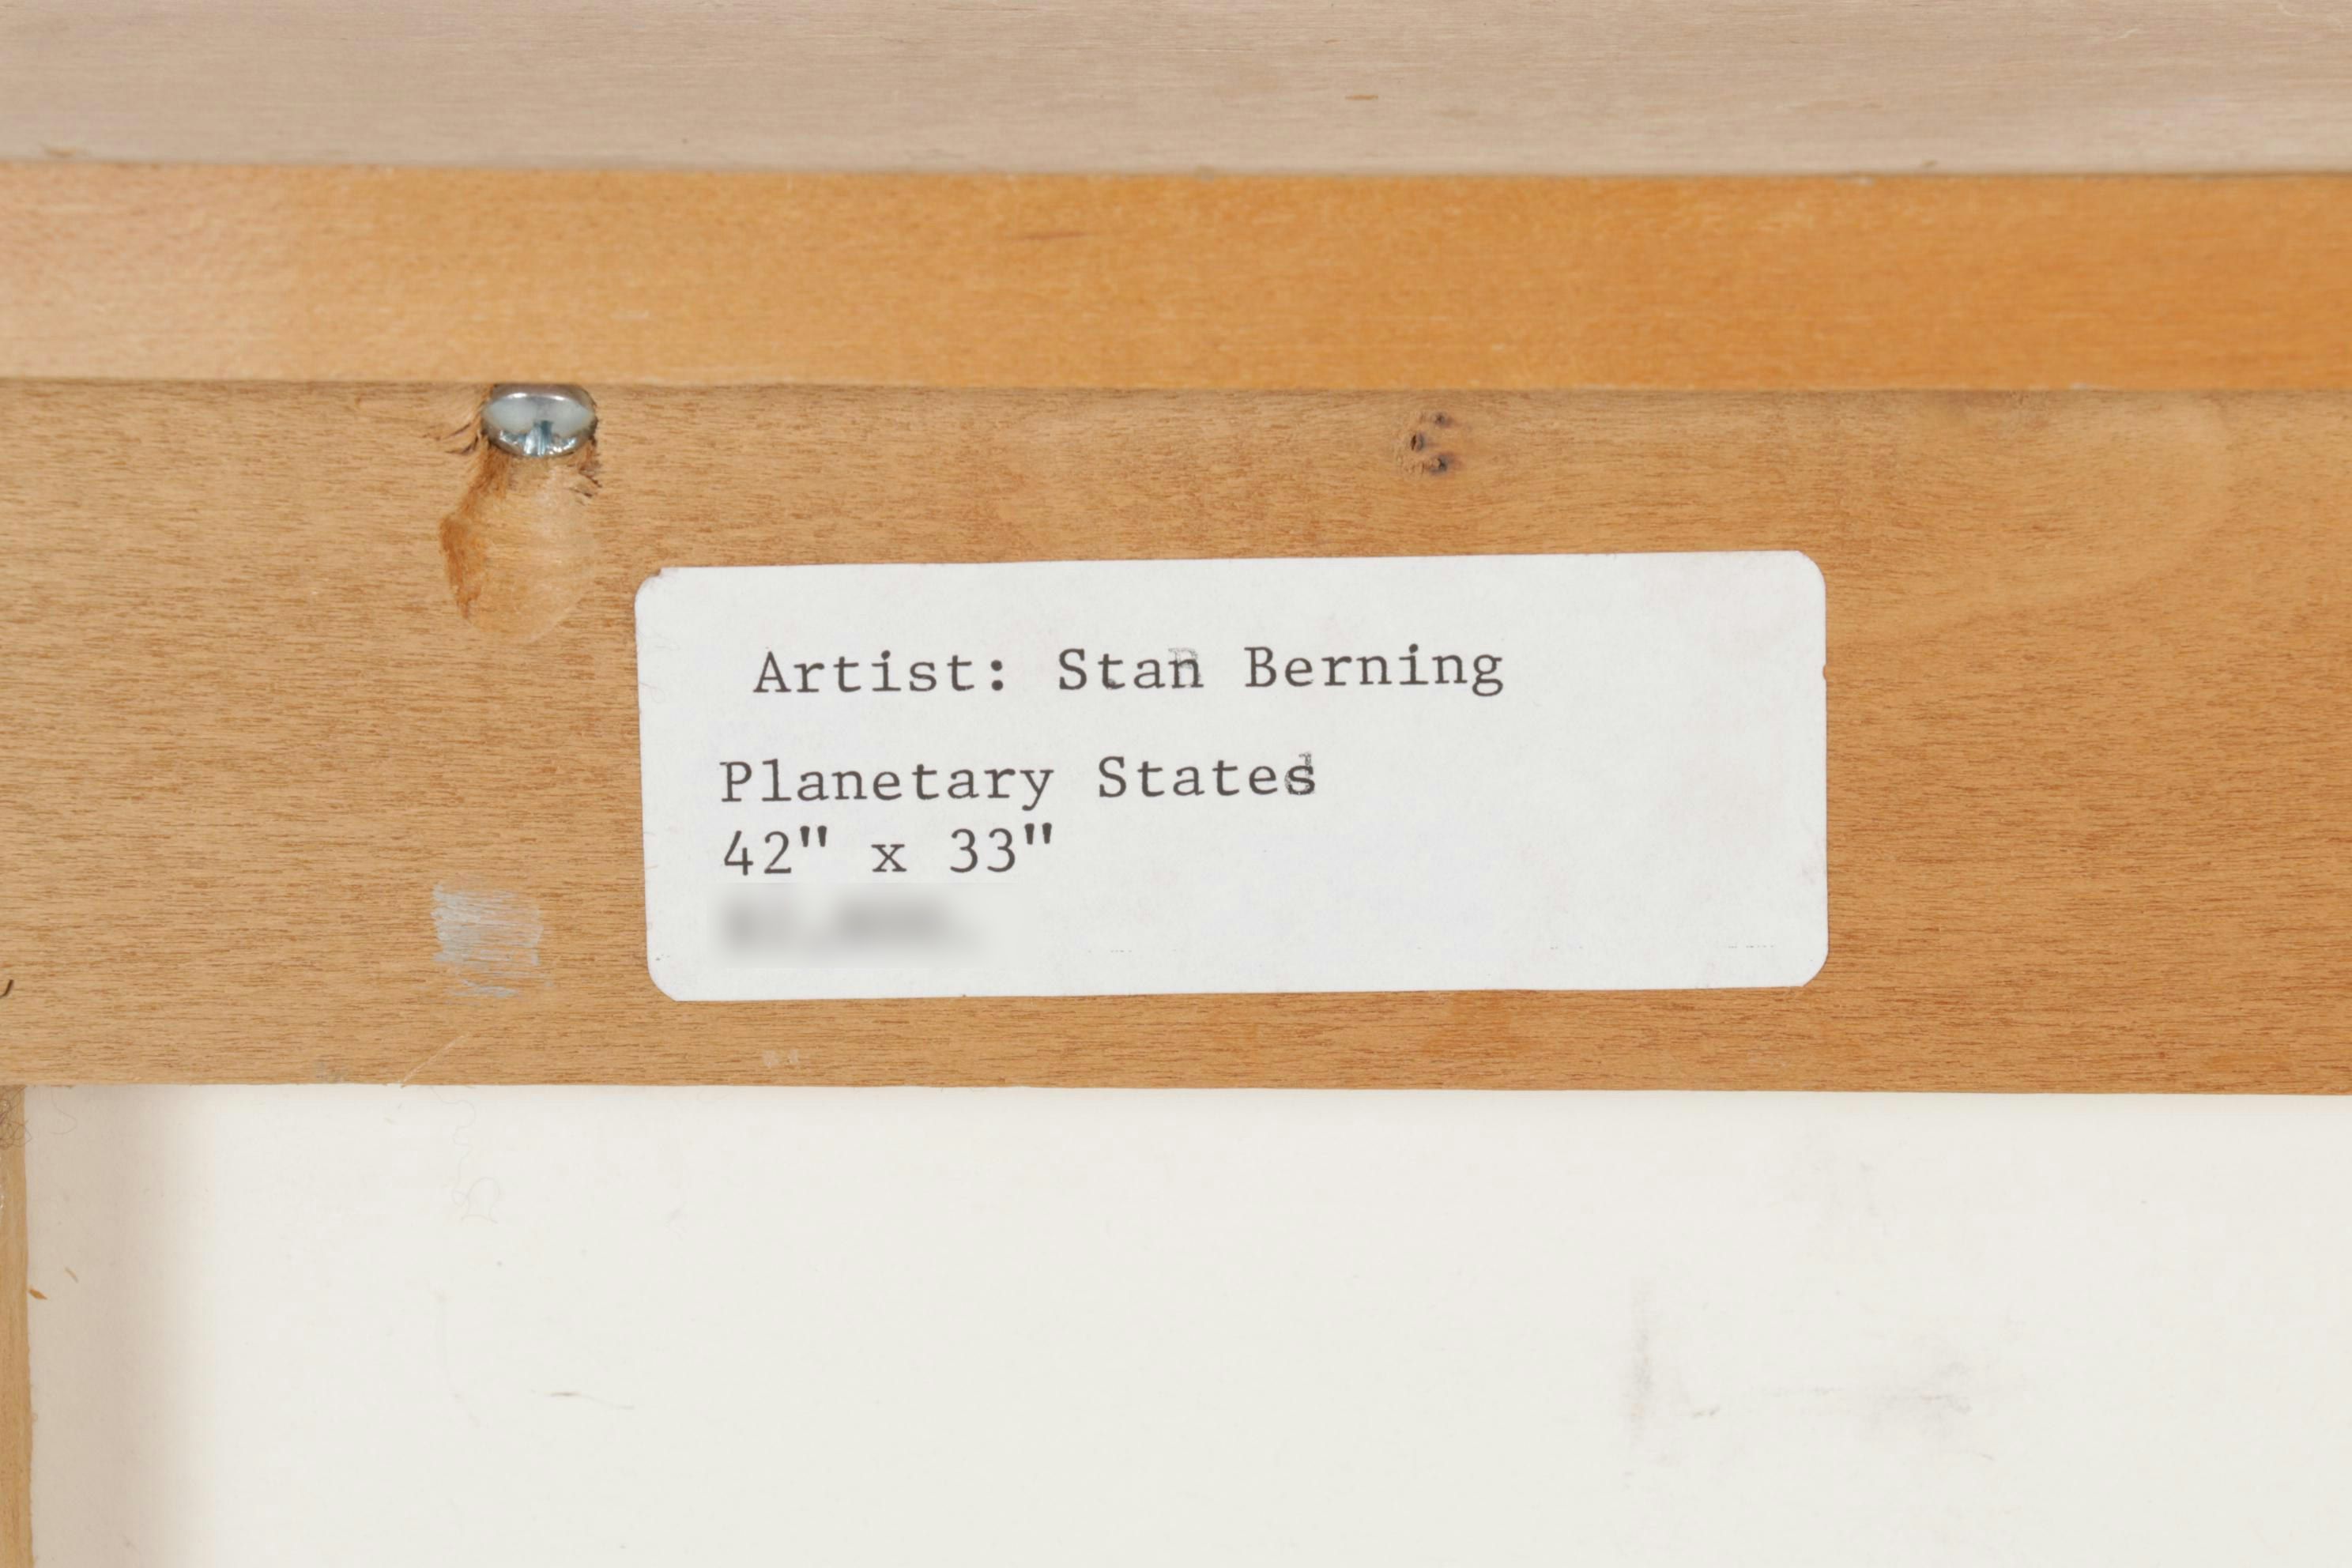 Artist: Stan Berning
Planetary States
42" x 33"